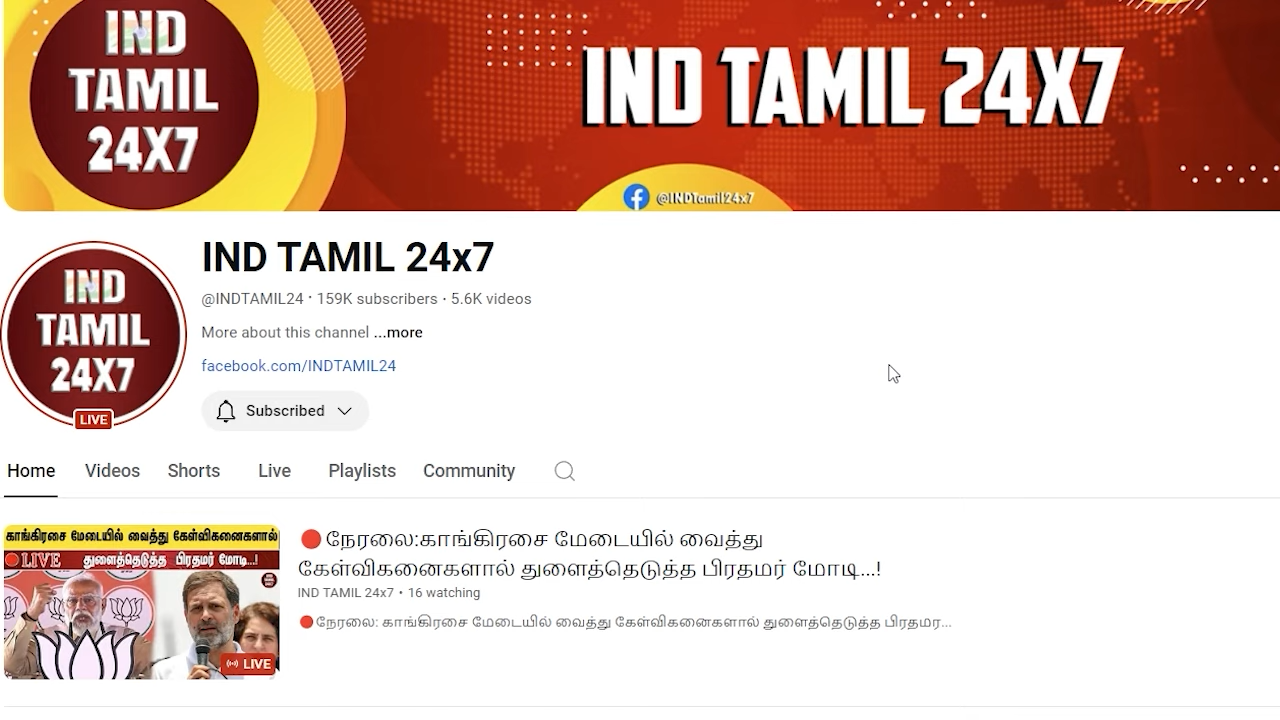 IND
TAMIL
24X7
IND TAMIL 24X7
@INDTamil24x7
IND
TAMIL
24X7
LIVE
IND TAMIL 24x7
@INDTAMIL24 · 159K subscribers · 5.6K videos
More about this channel ...more
facebook.com/INDTAMIL24
Subscribed
Home Videos Shorts Live Playlists Community
காங்கிரசை மேடையில் வைத்து கேள்விகனைகளால்
LIVE துளைத்தெடுத்த பிரதமர் மோடி...!
LIVE
🔴நேரலை:காங்கிரசை மேடையில் வைத்து
கேள்விகனைகளால் துளைத்தெடுத்த பிரதமர் மோடி...!
IND TAMIL 24x7 • 16 watching
🔴நேரலை: காங்கிரசை மேடையில் வைத்து கேள்விகனைகளால் துளைத்தெடுத்த பிரதமர...